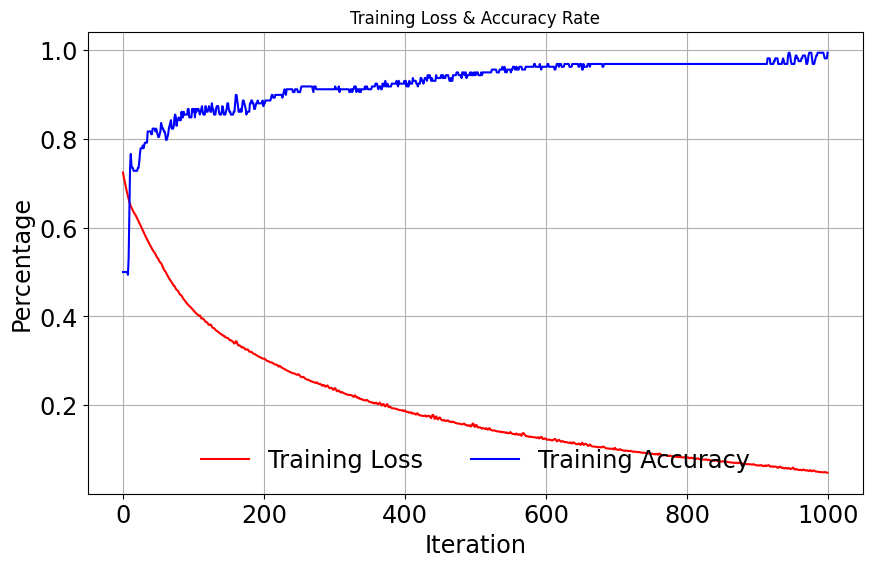 Training Loss & Accuracy Rate
1.0
0.8
0.6
0.4
0.2
Percentage
Training Loss Training Accuracy
0 200 400 600 800 1000
Iteration